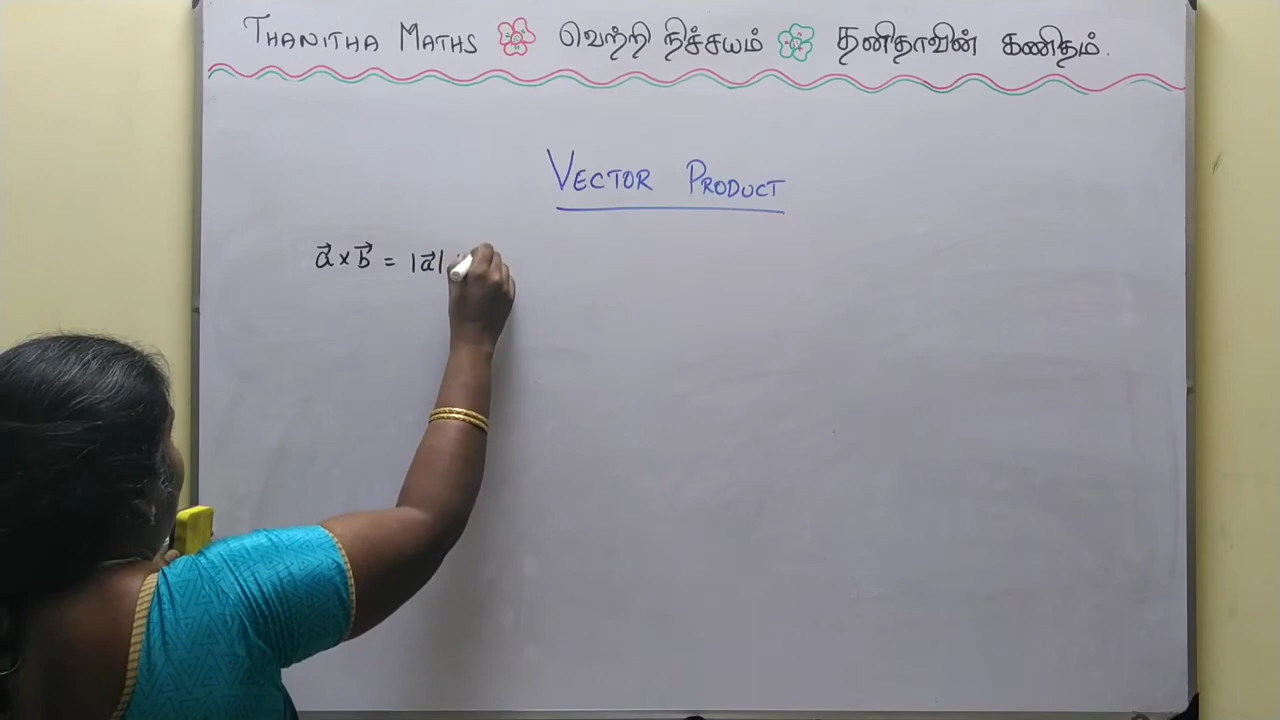 THANITHA MATHS வெற்றி நிச்சயம் தனிதாவின் கணிதம்.
VECTOR PRODUCT
a⃗ × b⃗ = |a⃗|